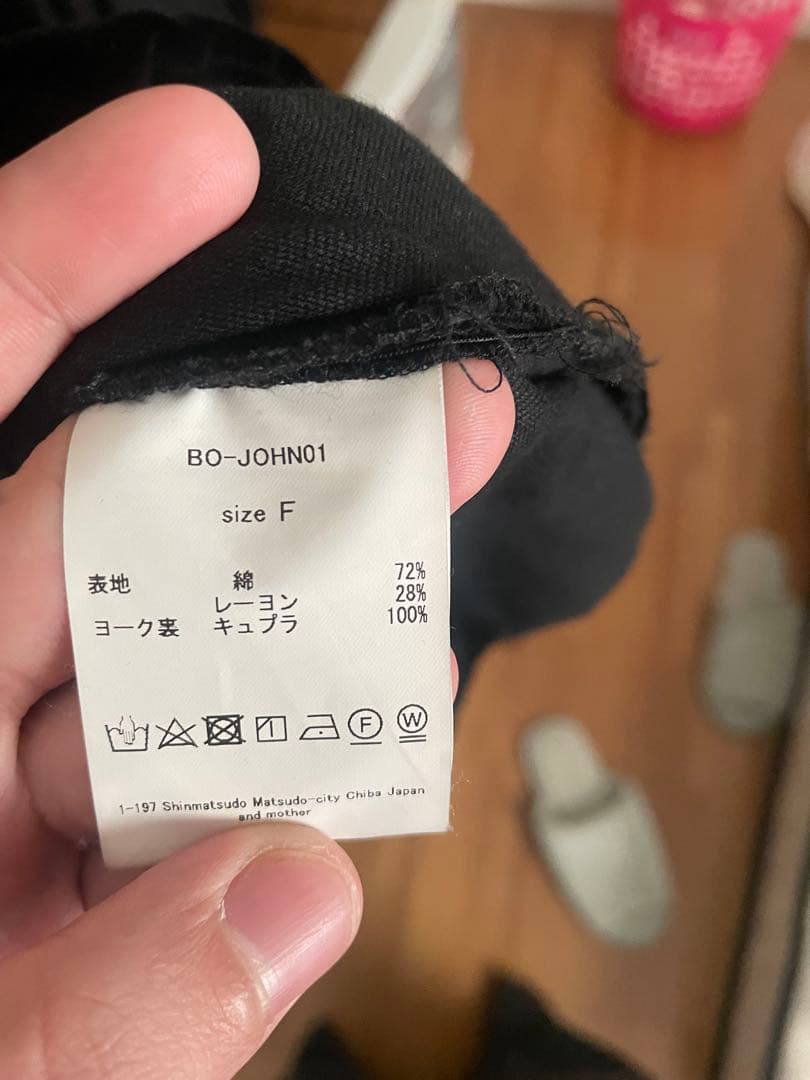 BO-JOHN01
size F
表地 綿 72%
レーヨン 28%
ヨーク裏 キュプラ 100%
F W
1-197 Shinmatsudo Matsudo-city Chiba Japan
and mother